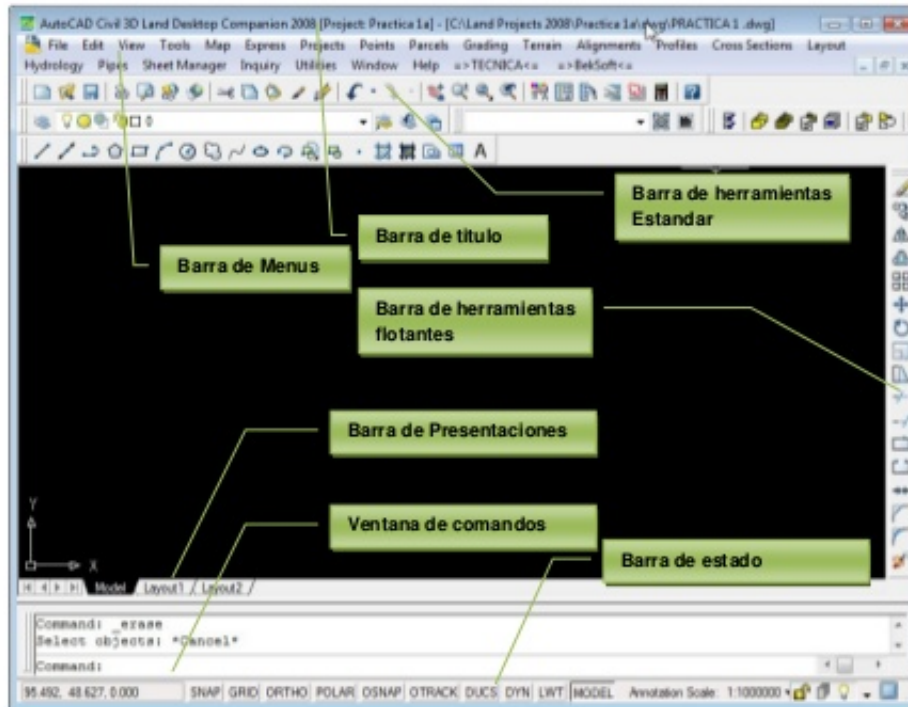 AutoCAD Civil 3D Land Desktop Companion 2008 [Project: Practica 1a] - [C:\Land Projects 2008\Practica 1a\dwg\PRACTICA 1 .dwg]
File Edit View Tools Map Express Projects Points Parcels Grading Terrain Alignments Profiles Cross Sections Layout
Hydrology Pipes Sheet Manager Inquiry Utilities Window Help =>TECNICA<= =>BekSoft<=
0
A
Barra de herramientas
Estandar
Barra de titulo
Barra de Menus
Barra de herramientas
flotantes
Barra de Presentaciones
Ventana de comandos
Barra de estado
Y
X
Model Layout1 Layout2
Command: _erase
Select objects: *Cancel*
Command:
95.492, 48.627, 0.000 SNAP GRID ORTHO POLAR OSNAP OTRACK DUCS DYN LWT MODEL Annotation Scale: 1:1000000